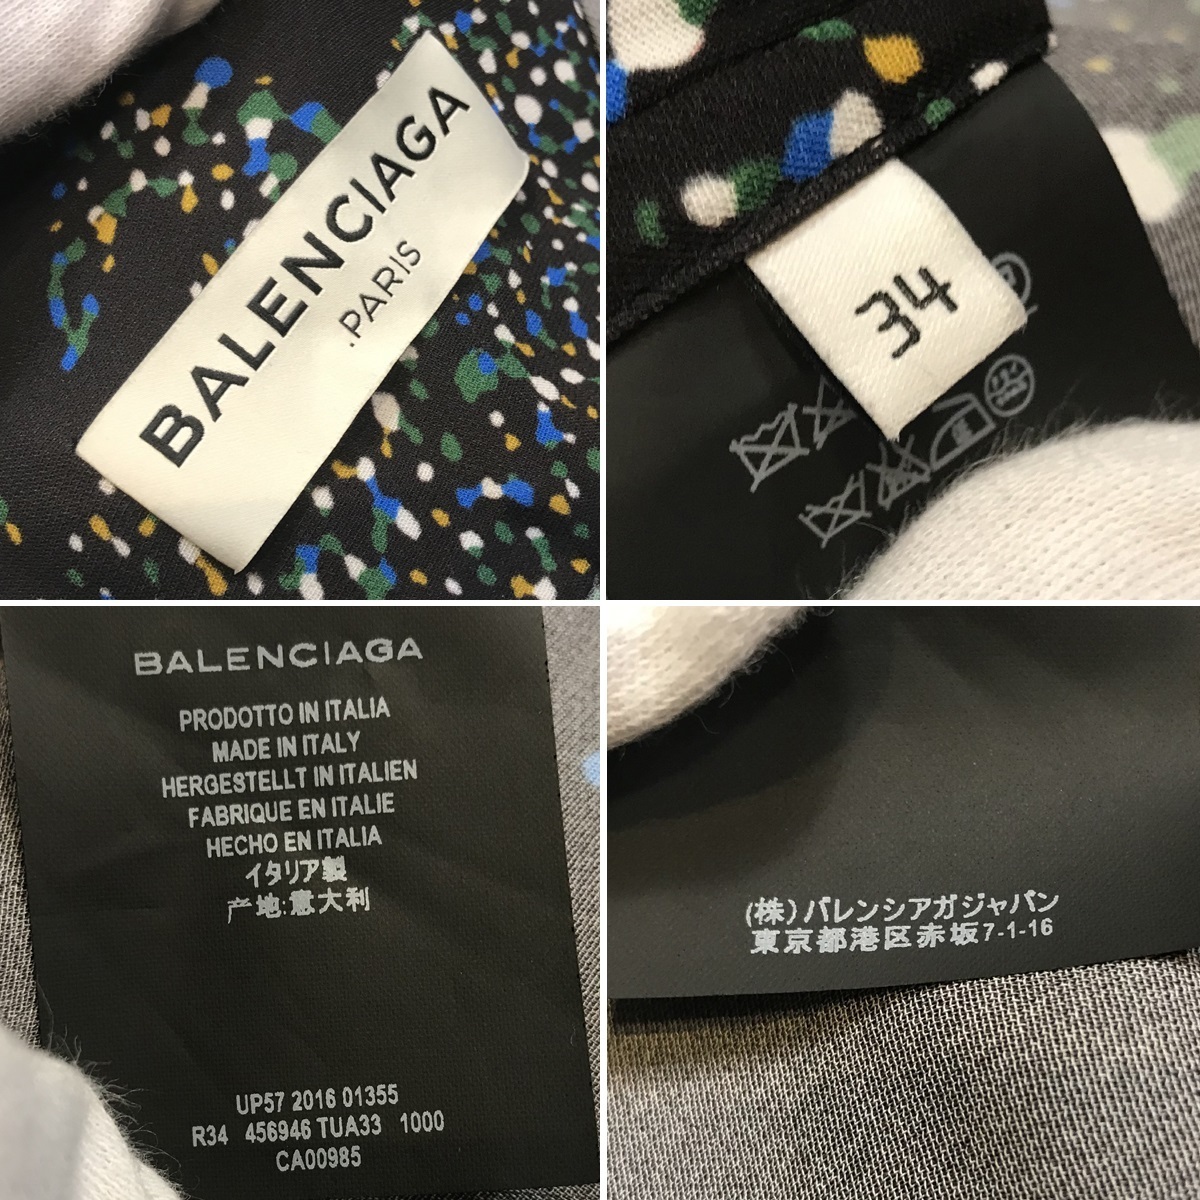 BALENCIAGA
.PARIS
34
BALENCIAGA
PRODOTTO IN ITALIA
MADE IN ITALY
HERGESTELLT IN ITALIEN
FABRIQUE EN ITALIE
HECHO EN ITALIA
イタリア製
产地:意大利
UP57 2016 01355
R34 456946 TUA33 1000
CA00985
(株)バレンシアガジャパン
東京都港区赤坂7-1-16